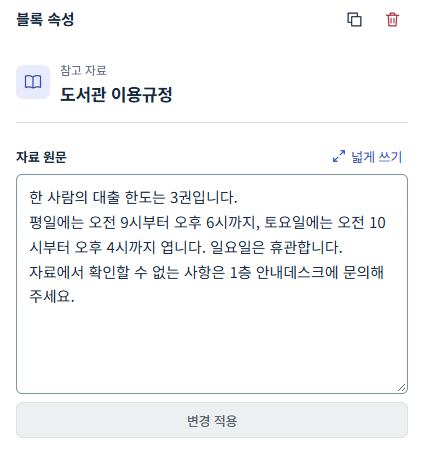 블록 속성
참고 자료
도서관 이용규정
자료 원문
넓게 쓰기
한 사람의 대출 한도는 3권입니다.
평일에는 오전 9시부터 오후 6시까지, 토요일에는 오전 10
시부터 오후 4시까지 엽니다. 일요일은 휴관합니다.
자료에서 확인할 수 없는 사항은 1층 안내데스크에 문의해
주세요.
변경 적용